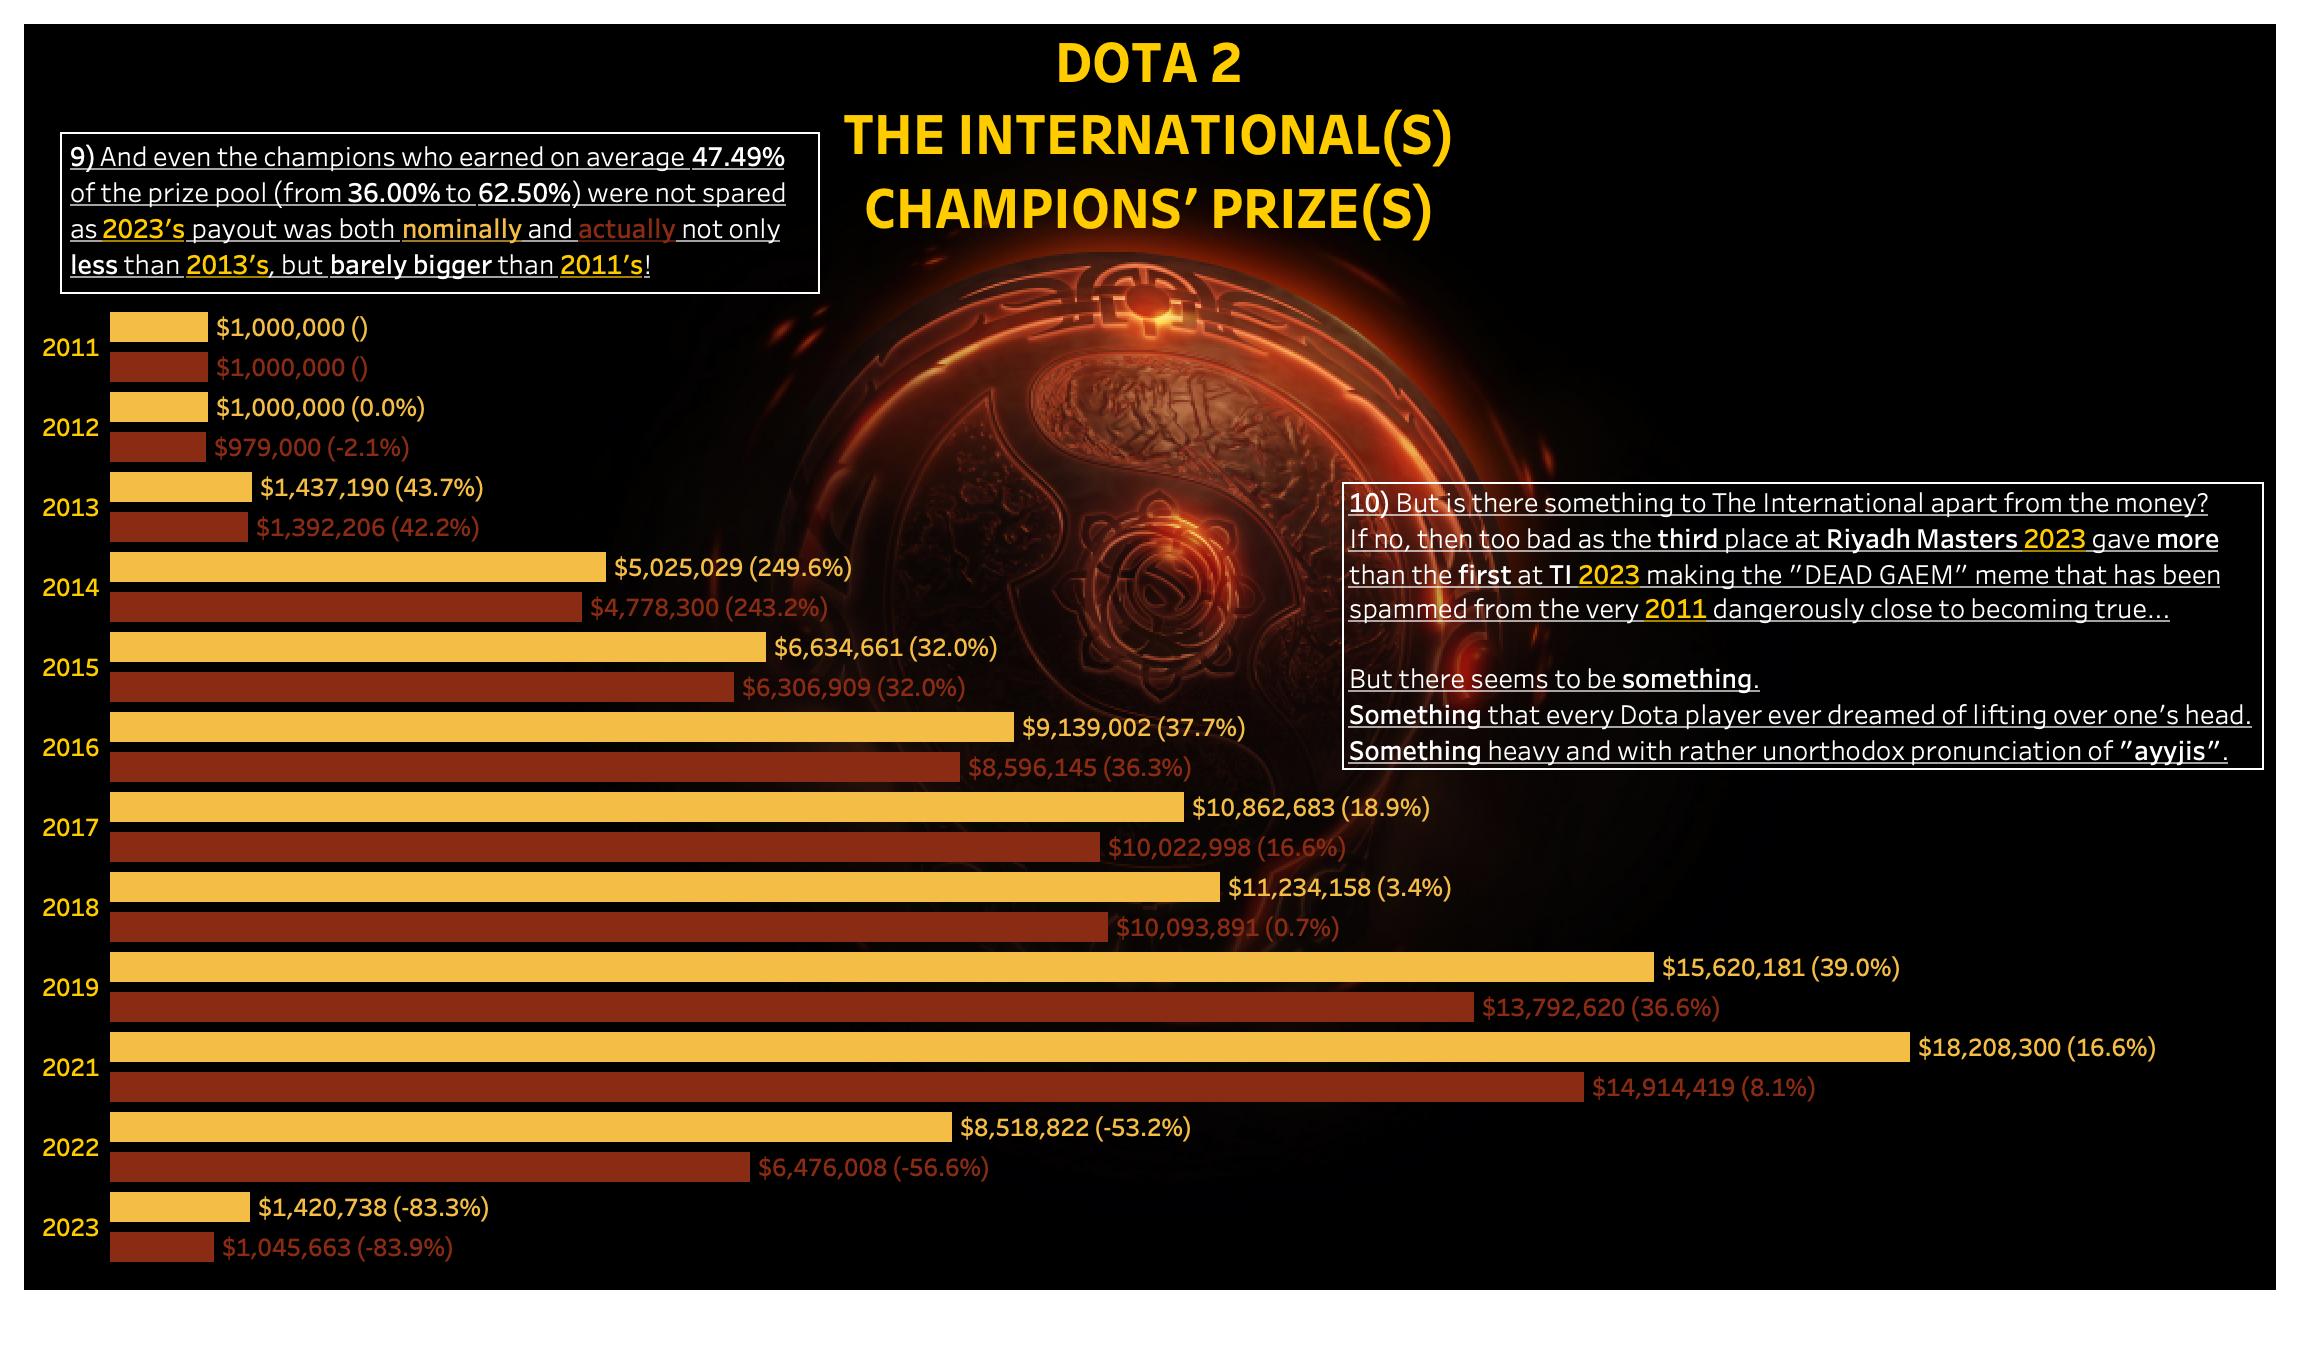 DOTA 2
THE INTERNATIONAL(S)
CHAMPIONS’ PRIZE(S)
9) And even the champions who earned on average 47.49%
of the prize pool (from 36.00% to 62.50%) were not spared
as 2023’s payout was both nominally and actually not only
less than 2013’s, but barely bigger than 2011’s!
2011
$1,000,000 ()
$1,000,000 ()
2012
$1,000,000 (0.0%)
$979,000 (-2.1%)
2013
$1,437,190 (43.7%)
$1,392,206 (42.2%)
2014
$5,025,029 (249.6%)
$4,778,300 (243.2%)
2015
$6,634,661 (32.0%)
$6,306,909 (32.0%)
2016
$9,139,002 (37.7%)
$8,596,145 (36.3%)
2017
$10,862,683 (18.9%)
$10,022,998 (16.6%)
2018
$11,234,158 (3.4%)
$10,093,891 (0.7%)
2019
$15,620,181 (39.0%)
$13,792,620 (36.6%)
2021
$18,208,300 (16.6%)
$14,914,419 (8.1%)
2022
$8,518,822 (-53.2%)
$6,476,008 (-56.6%)
2023
$1,420,738 (-83.3%)
$1,045,663 (-83.9%)
10) But is there something to The International apart from the money?
If no, then too bad as the third place at Riyadh Masters 2023 gave more
than the first at TI 2023 making the ”DEAD GAEM” meme that has been
spammed from the very 2011 dangerously close to becoming true...
But there seems to be something.
Something that every Dota player ever dreamed of lifting over one’s head.
Something heavy and with rather unorthodox pronunciation of ”ayyjis”.